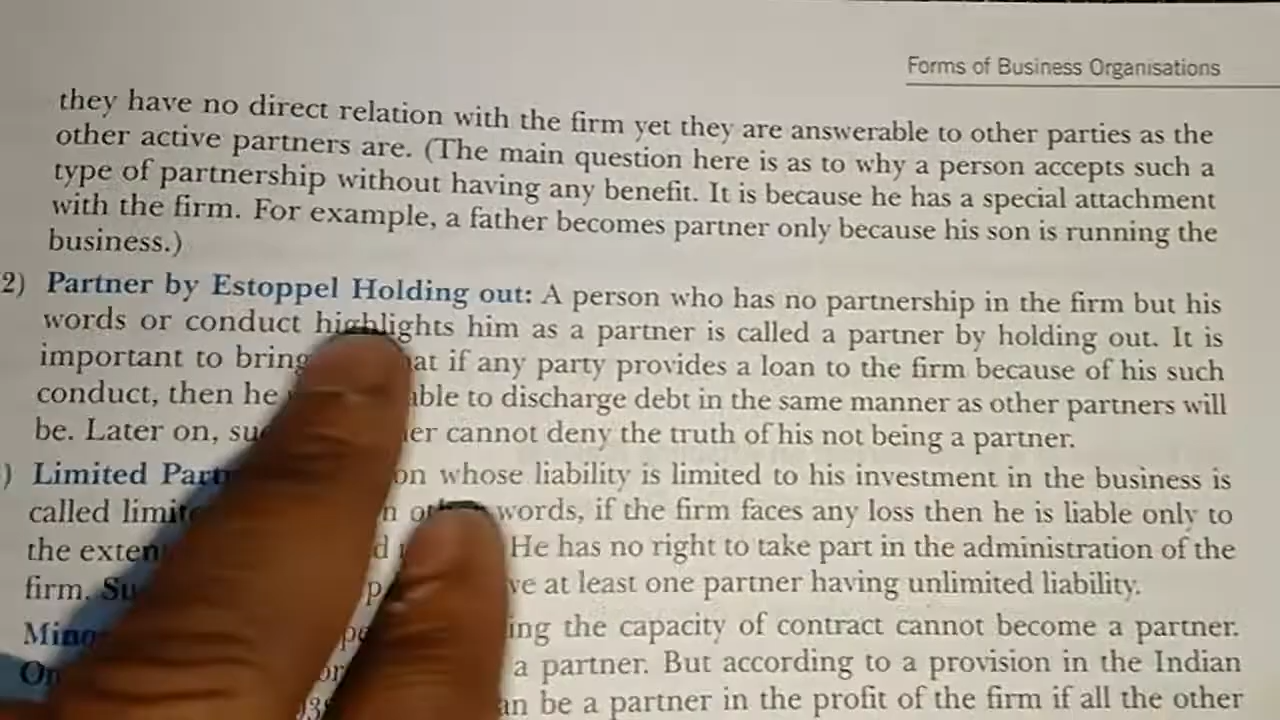 Forms of Business Organisations
they have no direct relation with the firm yet they are answerable to other parties as the
other active partners are. (The main question here is as to why a person accepts such a
type of partnership without having any benefit. It is because he has a special attachment
with the firm. For example, a father becomes partner only because his son is running the
business.)
2) Partner by Estoppel Holding out: A person who has no partnership in the firm but his
words or conduct highlights him as a partner is called a partner by holding out. It is
important to bring if any party provides a loan to the firm because of his such
conduct, then he to discharge debt in the same manner as other partners will
be. Later on, cannot deny the truth of his not being a partner.
) Limited whose liability is limited to his investment in the business is
called words, if the firm faces any loss then he is liable only to
the He has no right to take part in the administration of the
firm. at least one partner having unlimited liability.
the capacity of contract cannot become a partner.
a partner. But according to a provision in the Indian
be a partner in the profit of the firm if all the other